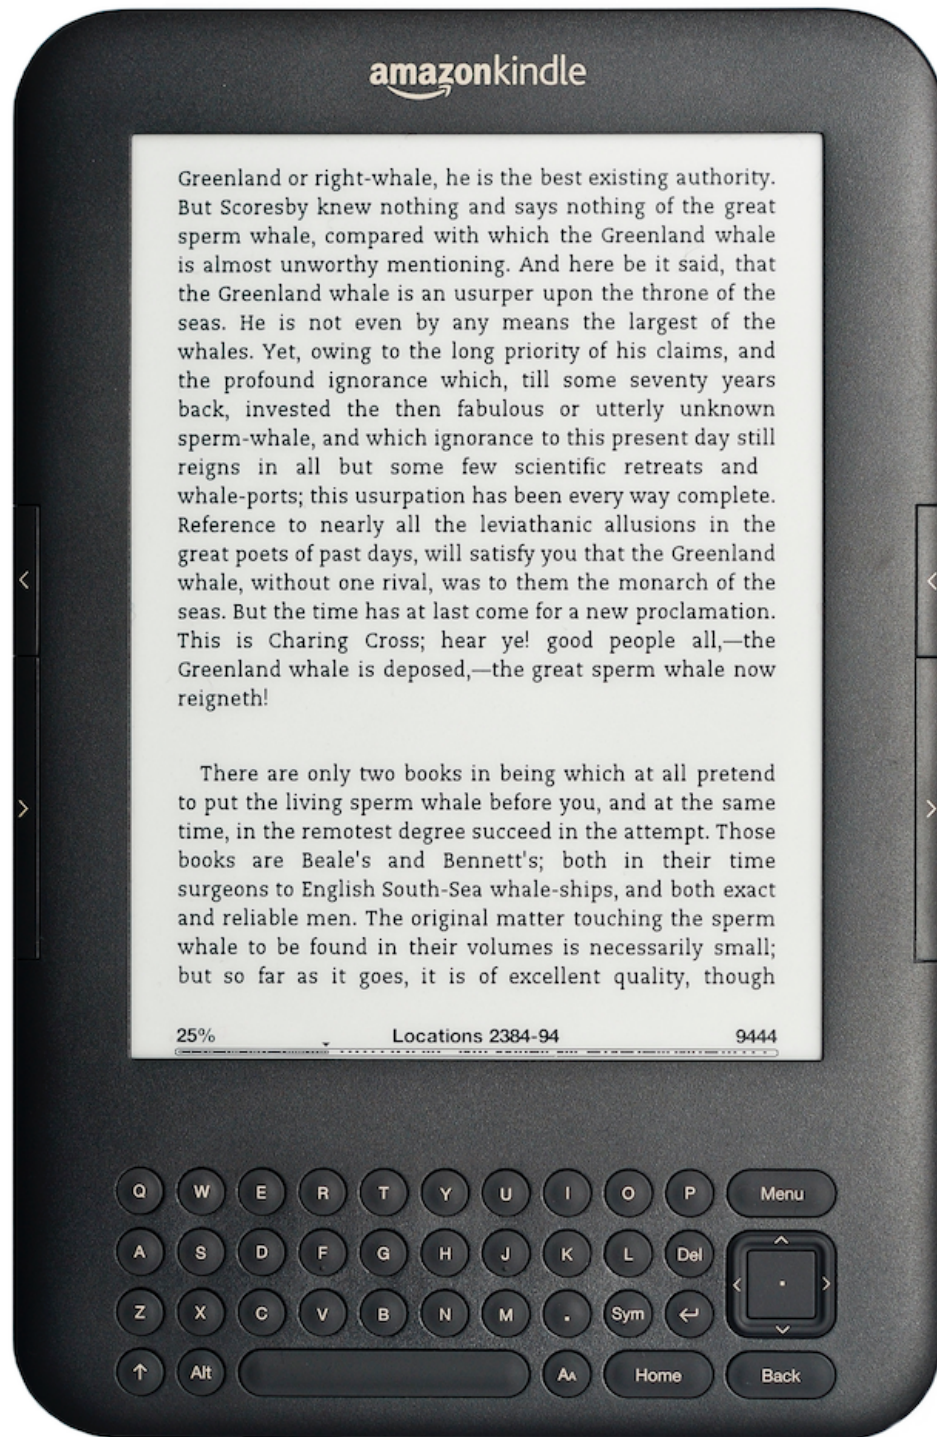 amazonkindle
Greenland or right-whale, he is the best existing authority.
But Scoresby knew nothing and says nothing of the great
sperm whale, compared with which the Greenland whale
is almost unworthy mentioning. And here be it said, that
the Greenland whale is an usurper upon the throne of the
seas. He is not even by any means the largest of the
whales. Yet, owing to the long priority of his claims, and
the profound ignorance which, till some seventy years
back, invested the then fabulous or utterly unknown
sperm-whale, and which ignorance to this present day still
reigns in all but some few scientific retreats and
whale-ports; this usurpation has been every way complete.
Reference to nearly all the leviathanic allusions in the
great poets of past days, will satisfy you that the Greenland
whale, without one rival, was to them the monarch of the
seas. But the time has at last come for a new proclamation.
This is Charing Cross; hear ye! good people all,—the
Greenland whale is deposed,—the great sperm whale now
reigneth!
There are only two books in being which at all pretend
to put the living sperm whale before you, and at the same
time, in the remotest degree succeed in the attempt. Those
books are Beale's and Bennett's; both in their time
surgeons to English South-Sea whale-ships, and both exact
and reliable men. The original matter touching the sperm
whale to be found in their volumes is necessarily small;
but so far as it goes, it is of excellent quality, though
25% Locations 2384-94 9444
Q W E R T Y U I O P Menu
A S D F G H J K L Del
Z X C V B N M . Sym
Alt AA Home Back